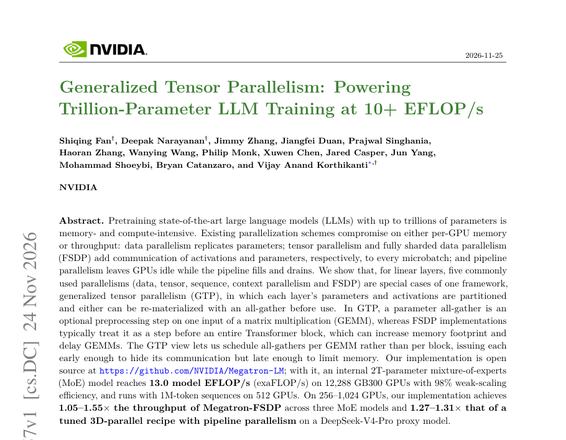 NVIDIA.
2026-11-25
Generalized Tensor Parallelism: Powering
Trillion-Parameter LLM Training at 10+ EFLOP/s
Shiqing Fan†, Deepak Narayanan†, Jimmy Zhang, Jiangfei Duan, Prajwal Singhania,
Haoran Zhang, Wanying Wang, Philip Monk, Xuwen Chen, Jared Casper, Jun Yang,
Mohammad Shoeybi, Bryan Catanzaro, and Vijay Anand Korthikanti*,†
NVIDIA
Abstract. Pretraining state-of-the-art large language models (LLMs) with up to trillions of parameters is
memory- and compute-intensive. Existing parallelization schemes compromise on either per-GPU memory
or throughput: data parallelism replicates parameters; tensor parallelism and fully sharded data parallelism
(FSDP) add communication of activations and parameters, respectively, to every microbatch; and pipeline
parallelism leaves GPUs idle while the pipeline fills and drains. We show that, for linear layers, five commonly
used parallelisms (data, tensor, sequence, context parallelism and FSDP) are special cases of one framework,
generalized tensor parallelism (GTP), in which each layer's parameters and activations are partitioned
and either can be re-materialized with an all-gather before use. In GTP, a parameter all-gather is an
optional preprocessing step on one input of a matrix multiplication (GEMM), whereas FSDP implementations
typically treat it as a step before an entire Transformer block, which can increase memory footprint and
delay GEMMs. The GTP view lets us schedule all-gathers per GEMM rather than per block, issuing
each early enough to hide its communication but late enough to limit memory. Our implementation is open
source at https://github.com/NVIDIA/Megatron-LM; with it, an internal 2T-parameter mixture-of-experts
(MoE) model reaches 13.0 model EFLOP/s (exaFLOP/s) on 12,288 GB300 GPUs with 98% weak-scaling
efficiency, and runs with 1M-token sequences on 512 GPUs. On 256–1,024 GPUs, our implementation achieves
1.05–1.55× the throughput of Megatron-FSDP across three MoE models and 1.27–1.31× that of a
tuned 3D-parallel recipe with pipeline parallelism on a DeepSeek-V4-Pro proxy model.
7v1 [cs.DC] 24 Nov 2026